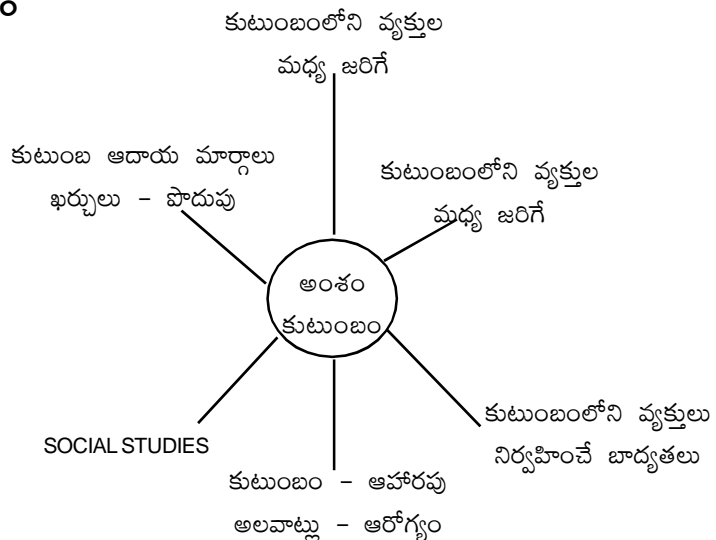 కుటుంబంలోని వ్యక్తుల
మధ్య జరిగే
కుటుంబ ఆదాయ మార్గాలు
ఖర్చులు - పొదుపు
కుటుంబంలోని వ్యక్తుల
మధ్య జరిగే
అంశం
కుటుంబం
SOCIAL STUDIES
కుటుంబంలోని వ్యక్తులు
నిర్వహించే బాద్యతలు
కుటుంబం - ఆహారపు
అలవాట్లు - ఆరోగ్యం